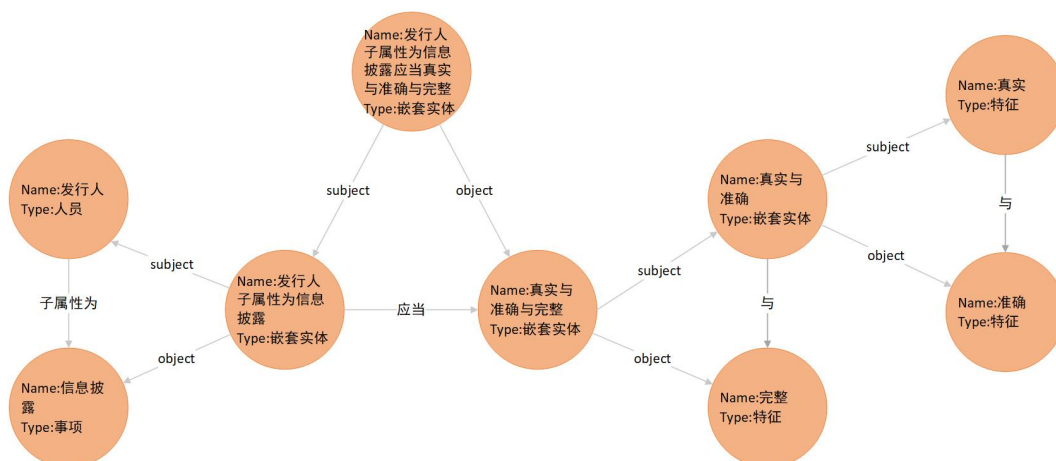 Name:发行人
子属性为信息
披露应当真实
与准确与完整
Type:嵌套实体
Name:真实
Type:特征
subject
subject
object
Name:发行人
Type:人员
Name:真实与
准确
Type:嵌套实体
与
subject
subject
object
子属性为
Name:发行人
子属性为信息
披露
Type:嵌套实体
应当
Name:真实与
准确与完整
Type:嵌套实体
与
Name:准确
Type:特征
object
object
Name:信息披
露
Type:事项
Name:完整
Type:特征